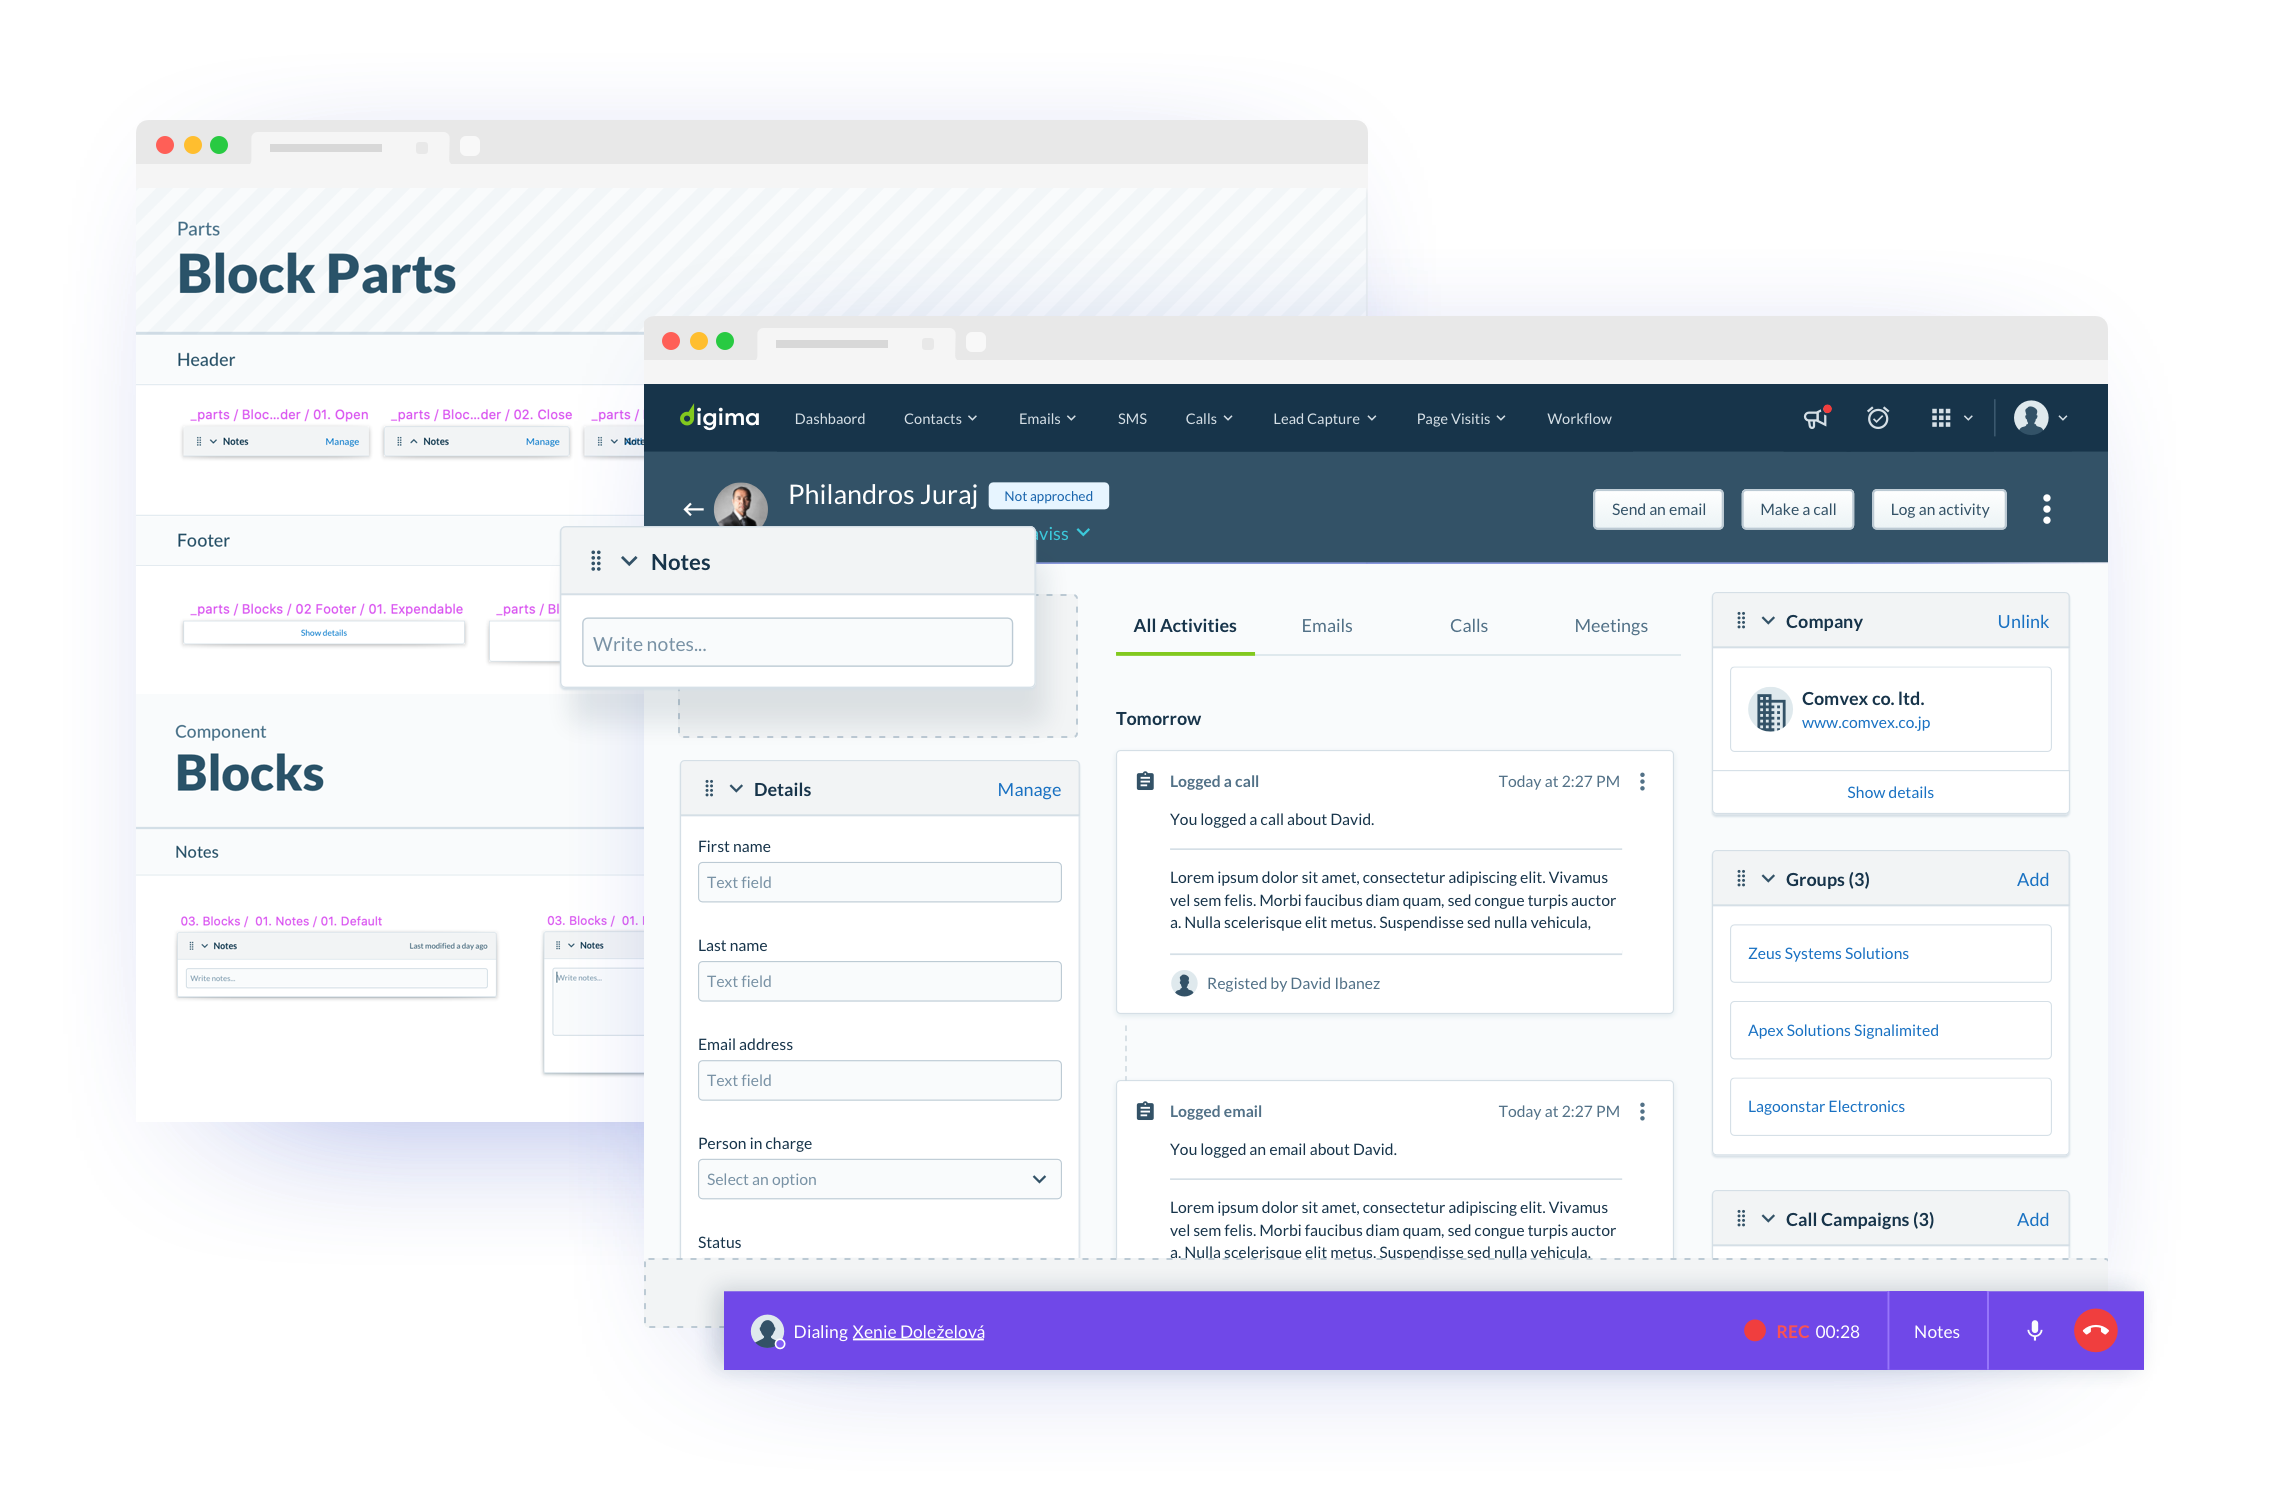 Parts
Block Parts
Header
_parts / Bloc...der / 01. Open
_parts / Bloc...der / 02. Close
_parts /
Notes
Manage
Notes
Manage
Footer
_parts / Blocks / 02 Footer / 01. Expendable
_parts / Bl
Show details
Component
Blocks
Notes
03. Blocks / 01. Notes / 01. Default
03. Blocks / 01.
Notes
Last modified a day ago
Write notes...
Notes
Write notes...
digima
Dashbaord
Contacts
Emails
SMS
Calls
Lead Capture
Page Visitis
Workflow
Philandros Juraj
Not approched
viss
Send an email
Make a call
Log an activity
Notes
Write notes...
Details
Manage
First name
Text field
Last name
Text field
Email address
Text field
Person in charge
Select an option
Status
All Activities
Emails
Calls
Meetings
Tomorrow
Logged a call
Today at 2:27 PM
You logged a call about David.
Lorem ipsum dolor sit amet, consectetur adipiscing elit. Vivamus
vel sem felis. Morbi faucibus diam quam, sed congue turpis auctor
a. Nulla scelerisque elit metus. Suspendisse sed nulla vehicula,
Registed by David Ibanez
Logged email
Today at 2:27 PM
You logged an email about David.
Lorem ipsum dolor sit amet, consectetur adipiscing elit. Vivamus
vel sem felis. Morbi faucibus diam quam, sed congue turpis auctor
a. Nulla scelerisque elit metus. Suspendisse sed nulla vehicula,
Company
Unlink
Comvex co. ltd.
www.comvex.co.jp
Show details
Groups (3)
Add
Zeus Systems Solutions
Apex Solutions Signalimited
Lagoonstar Electronics
Call Campaigns (3)
Add
Dialing Xenie Doleželová
REC 00:28
Notes